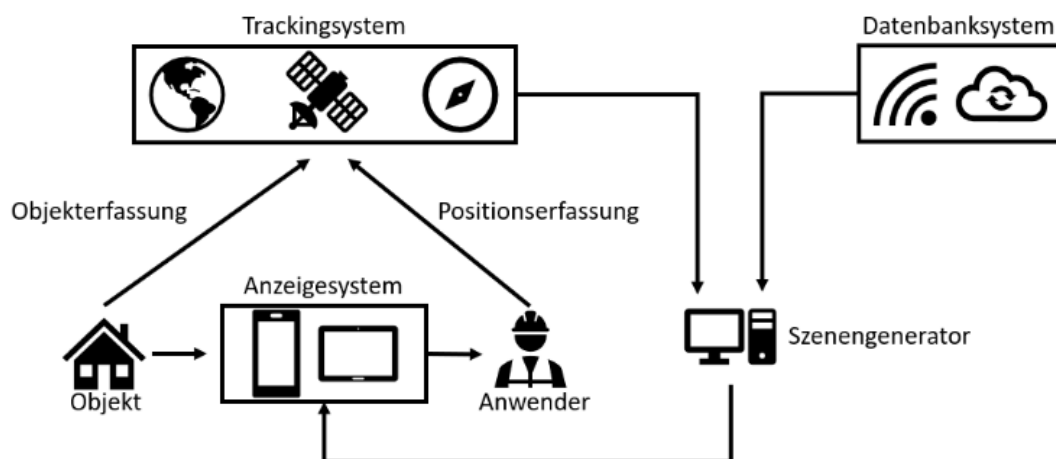 Trackingsystem
Datenbanksystem
Objekterfassung
Positionserfassung
Anzeigesystem
Szenengenerator
Objekt
Anwender